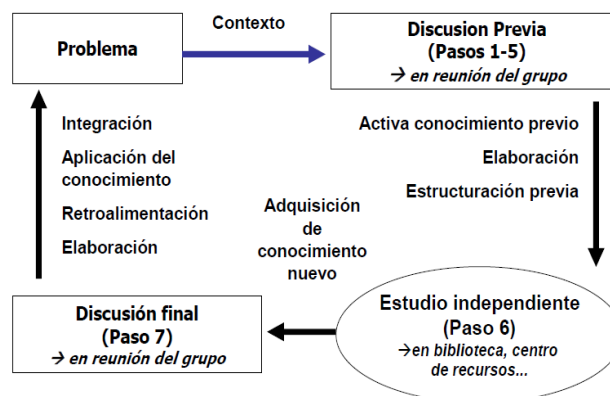 Problema
Contexto
Discusion Previa
(Pasos 1-5)
→ en reunión del grupo
Integración
Aplicación del
conocimiento
Retroalimentación
Elaboración
Activa conocimiento previo
Elaboración
Estructuración previa
Adquisición
de
conocimiento
nuevo
Discusión final
(Paso 7)
→ en reunión del grupo
Estudio independiente
(Paso 6)
→en biblioteca, centro
de recursos...